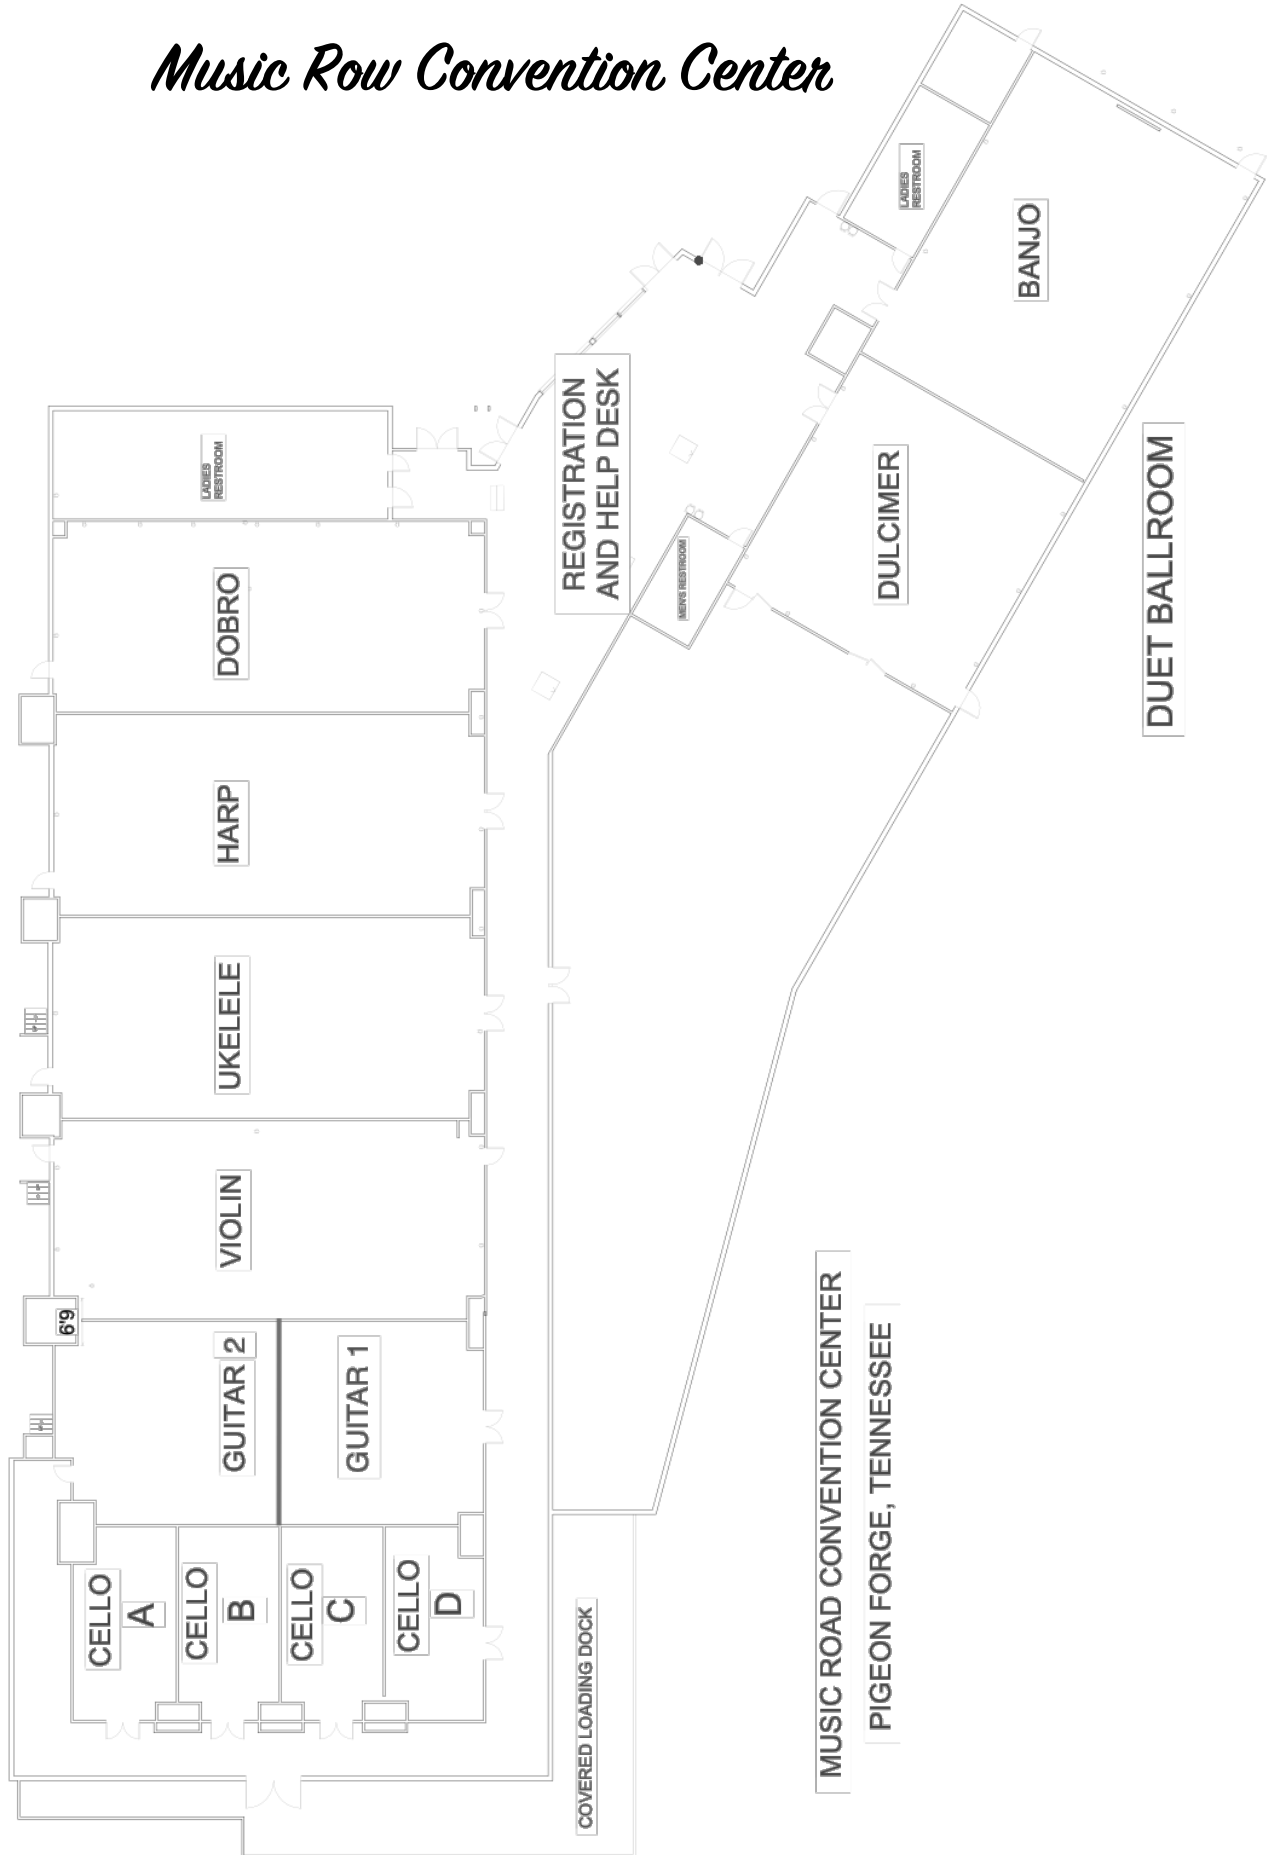 Music Row Convention Center
LADIES
RESTROOM
BANJO
REGISTRATION
AND HELP DESK
LADIES
RESTROOM
DULCIMER
DUET BALLROOM
MEN'S RESTROOM
DOBRO
HARP
UKELELE
VIOLIN
6'9
GUITAR 2
GUITAR 1
CELLO
A
CELLO
B
CELLO
C
CELLO
D
COVERED LOADING DOCK
MUSIC ROAD CONVENTION CENTER
PIGEON FORGE, TENNESSEE